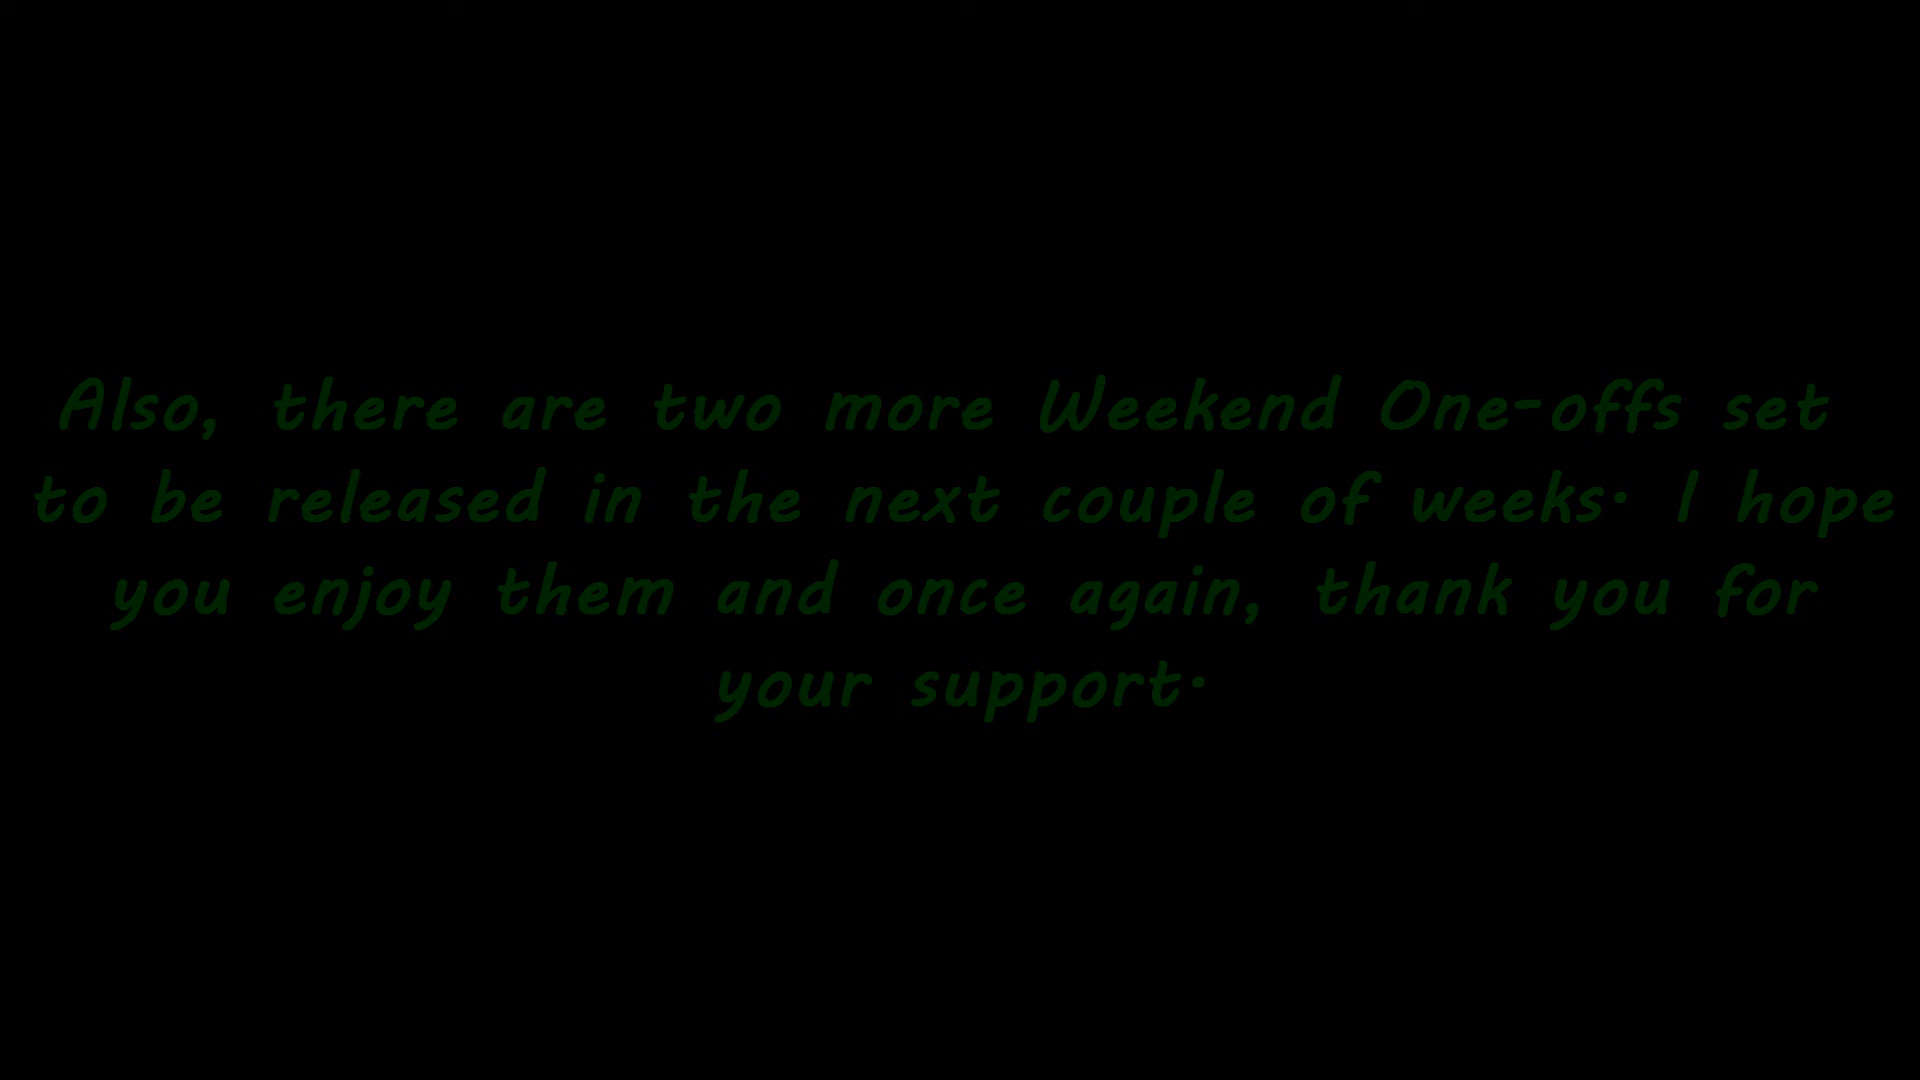 Also, there are two more Weekend One-offs set
to be released in the next couple of weeks. I hope
you enjoy them and once again, thank you for
your support.